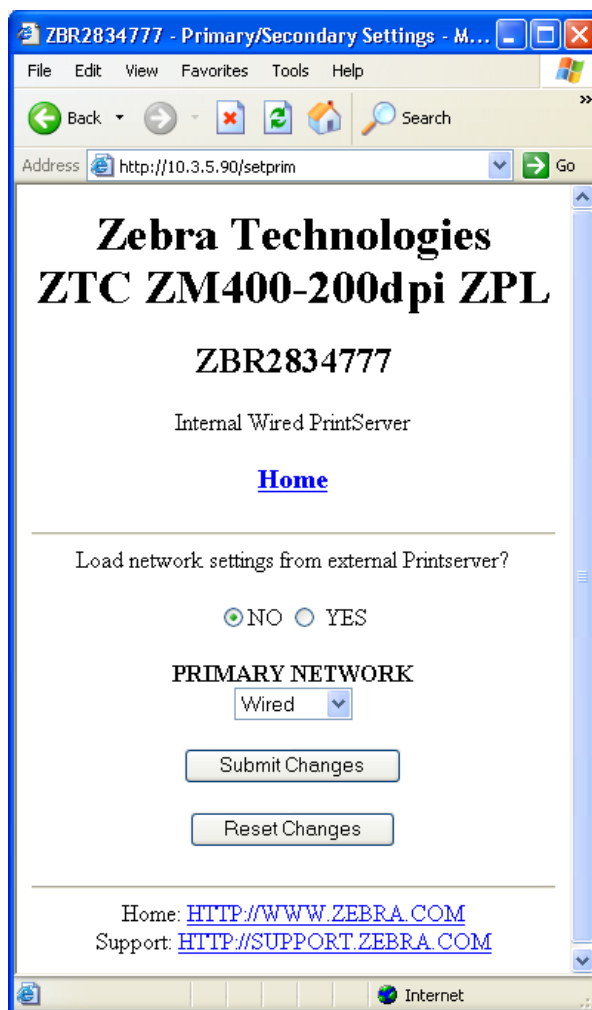 ZBR2834777 - Primary/Secondary Settings - M...
File Edit View Favorites Tools Help
Back Search »
Address http://10.3.5.90/setprim Go
Zebra Technologies
ZTC ZM400-200dpi ZPL
ZBR2834777
Internal Wired PrintServer
Home
Load network settings from external Printserver?
NO YES
PRIMARY NETWORK
Wired
Submit Changes
Reset Changes
Home: HTTP://WWW.ZEBRA.COM
Support: HTTP://SUPPORT.ZEBRA.COM
Internet